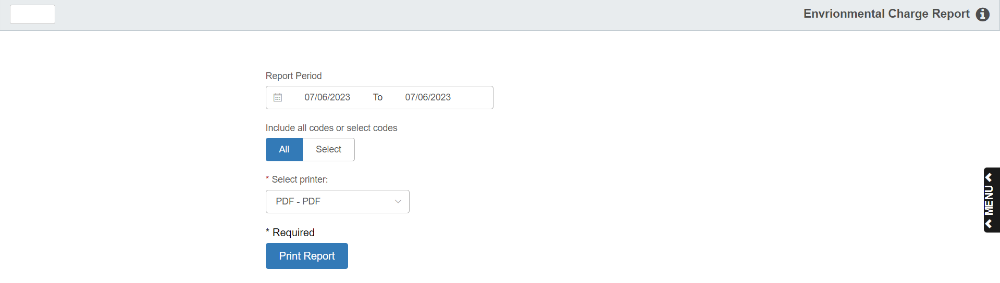 Envrionmental Charge Report
Report Period
07/06/2023 To 07/06/2023
Include all codes or select codes
All Select
* Select printer:
PDF - PDF
* Required
Print Report
MENU